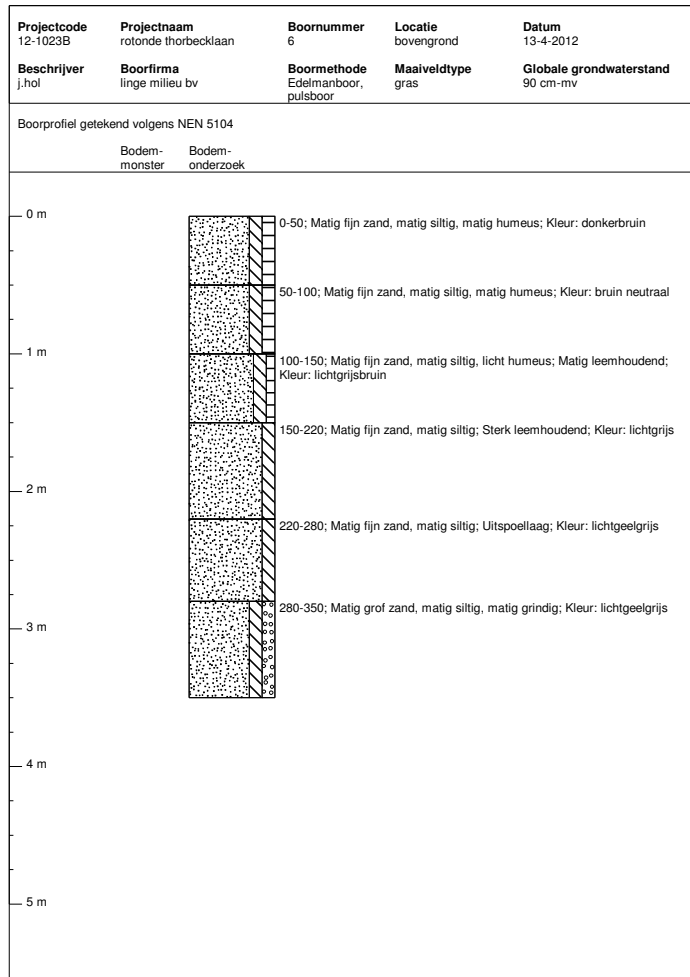 Projectcode Projectnaam Boornummer Locatie Datum
12-1023B rotonde thorbecklaan 6 bovengrond 13-4-2012
Beschrijver Boorfirma Boormethode Maaiveldtype Globale grondwaterstand
j.hol linge milieu bv Edelmanboor, gras 90 cm-mv
pulsboor
Boorprofiel getekend volgens NEN 5104
Bodem- Bodem-
monster onderzoek
0 m
0-50; Matig fijn zand, matig siltig, matig humeus; Kleur: donkerbruin
50-100; Matig fijn zand, matig siltig, matig humeus; Kleur: bruin neutraal
1 m
100-150; Matig fijn zand, matig siltig, licht humeus; Matig leemhoudend;
Kleur: lichtgrijsbruin
150-220; Matig fijn zand, matig siltig; Sterk leemhoudend; Kleur: lichtgrijs
2 m
220-280; Matig fijn zand, matig siltig; Uitspoellaag; Kleur: lichtgeelgrijs
280-350; Matig grof zand, matig siltig, matig grindig; Kleur: lichtgeelgrijs
3 m
4 m
5 m